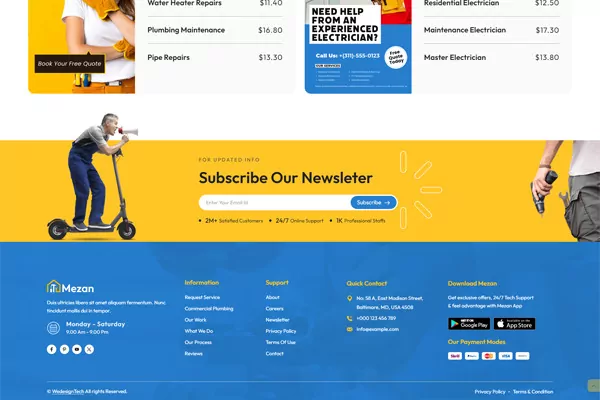 Water Heater Repairs $11.40
Plumbing Maintenance $16.80
Pipe Repairs $13.30
Book Your Free Quote
NEED HELP
FROM AN
EXPERIENCED
ELECTRICIAN?
Call Us: +(311)-555-0123
Free
Quote
Today
OUR SERVICES
Residential Electrician $12.50
Maintenance Electrician $17.30
Master Electrician $13.80
FOR UPDATED INFO
Subscribe Our Newsleter
Enter Your Email Id
Subscribe
2M+ Satisfied Customers
24/7 Online Support
1K Professional Staffs
Mezan
Duis ultricies libero sit amet aliquam fermentum. Nunc
tincidunt mollis dui in tempor.
Monday - Saturday
9.00 Am - 9.00 Pm
Information
Request Service
Commercial Plumbing
Our Work
What We Do
Our Process
Reviews
Support
About
Careers
Newsletter
Privacy Policy
Terms Of Use
Contact
Quick Contact
No: 58 A, East Madison Street,
Baltimore, MD, USA 4508
+000 123 456 789
info@example.com
Download Mezan
Get exclusive offers, 24/7 Tech Support
& feel advantage with Mezan App
Google Play
App Store
Our Payment Modes
© WedesignTech All rights Reserved.
Privacy Policy • Terms & Condition